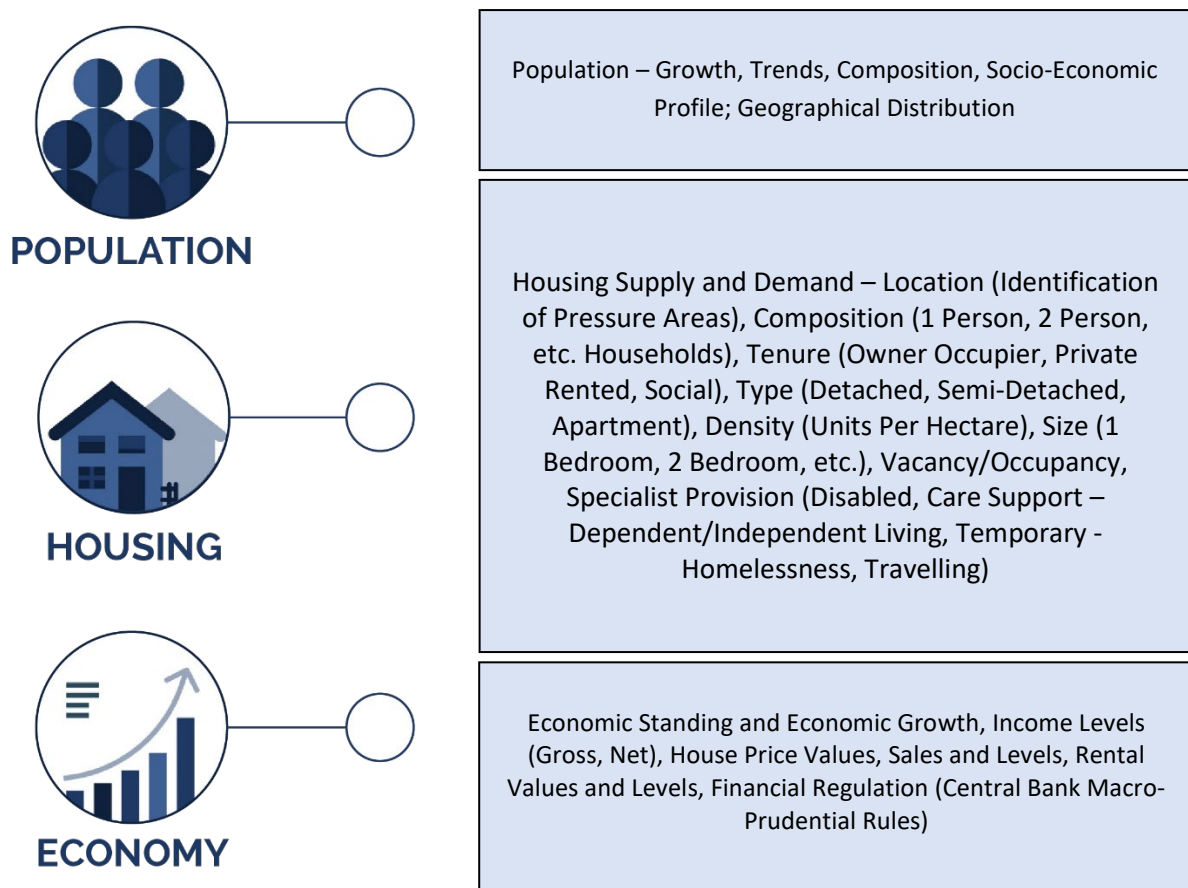 POPULATION
Population – Growth, Trends, Composition, Socio-Economic
Profile; Geographical Distribution
HOUSING
Housing Supply and Demand – Location (Identification
of Pressure Areas), Composition (1 Person, 2 Person,
etc. Households), Tenure (Owner Occupier, Private
Rented, Social), Type (Detached, Semi-Detached,
Apartment), Density (Units Per Hectare), Size (1
Bedroom, 2 Bedroom, etc.), Vacancy/Occupancy,
Specialist Provision (Disabled, Care Support –
Dependent/Independent Living, Temporary -
Homelessness, Travelling)
ECONOMY
Economic Standing and Economic Growth, Income Levels
(Gross, Net), House Price Values, Sales and Levels, Rental
Values and Levels, Financial Regulation (Central Bank Macro-
Prudential Rules)